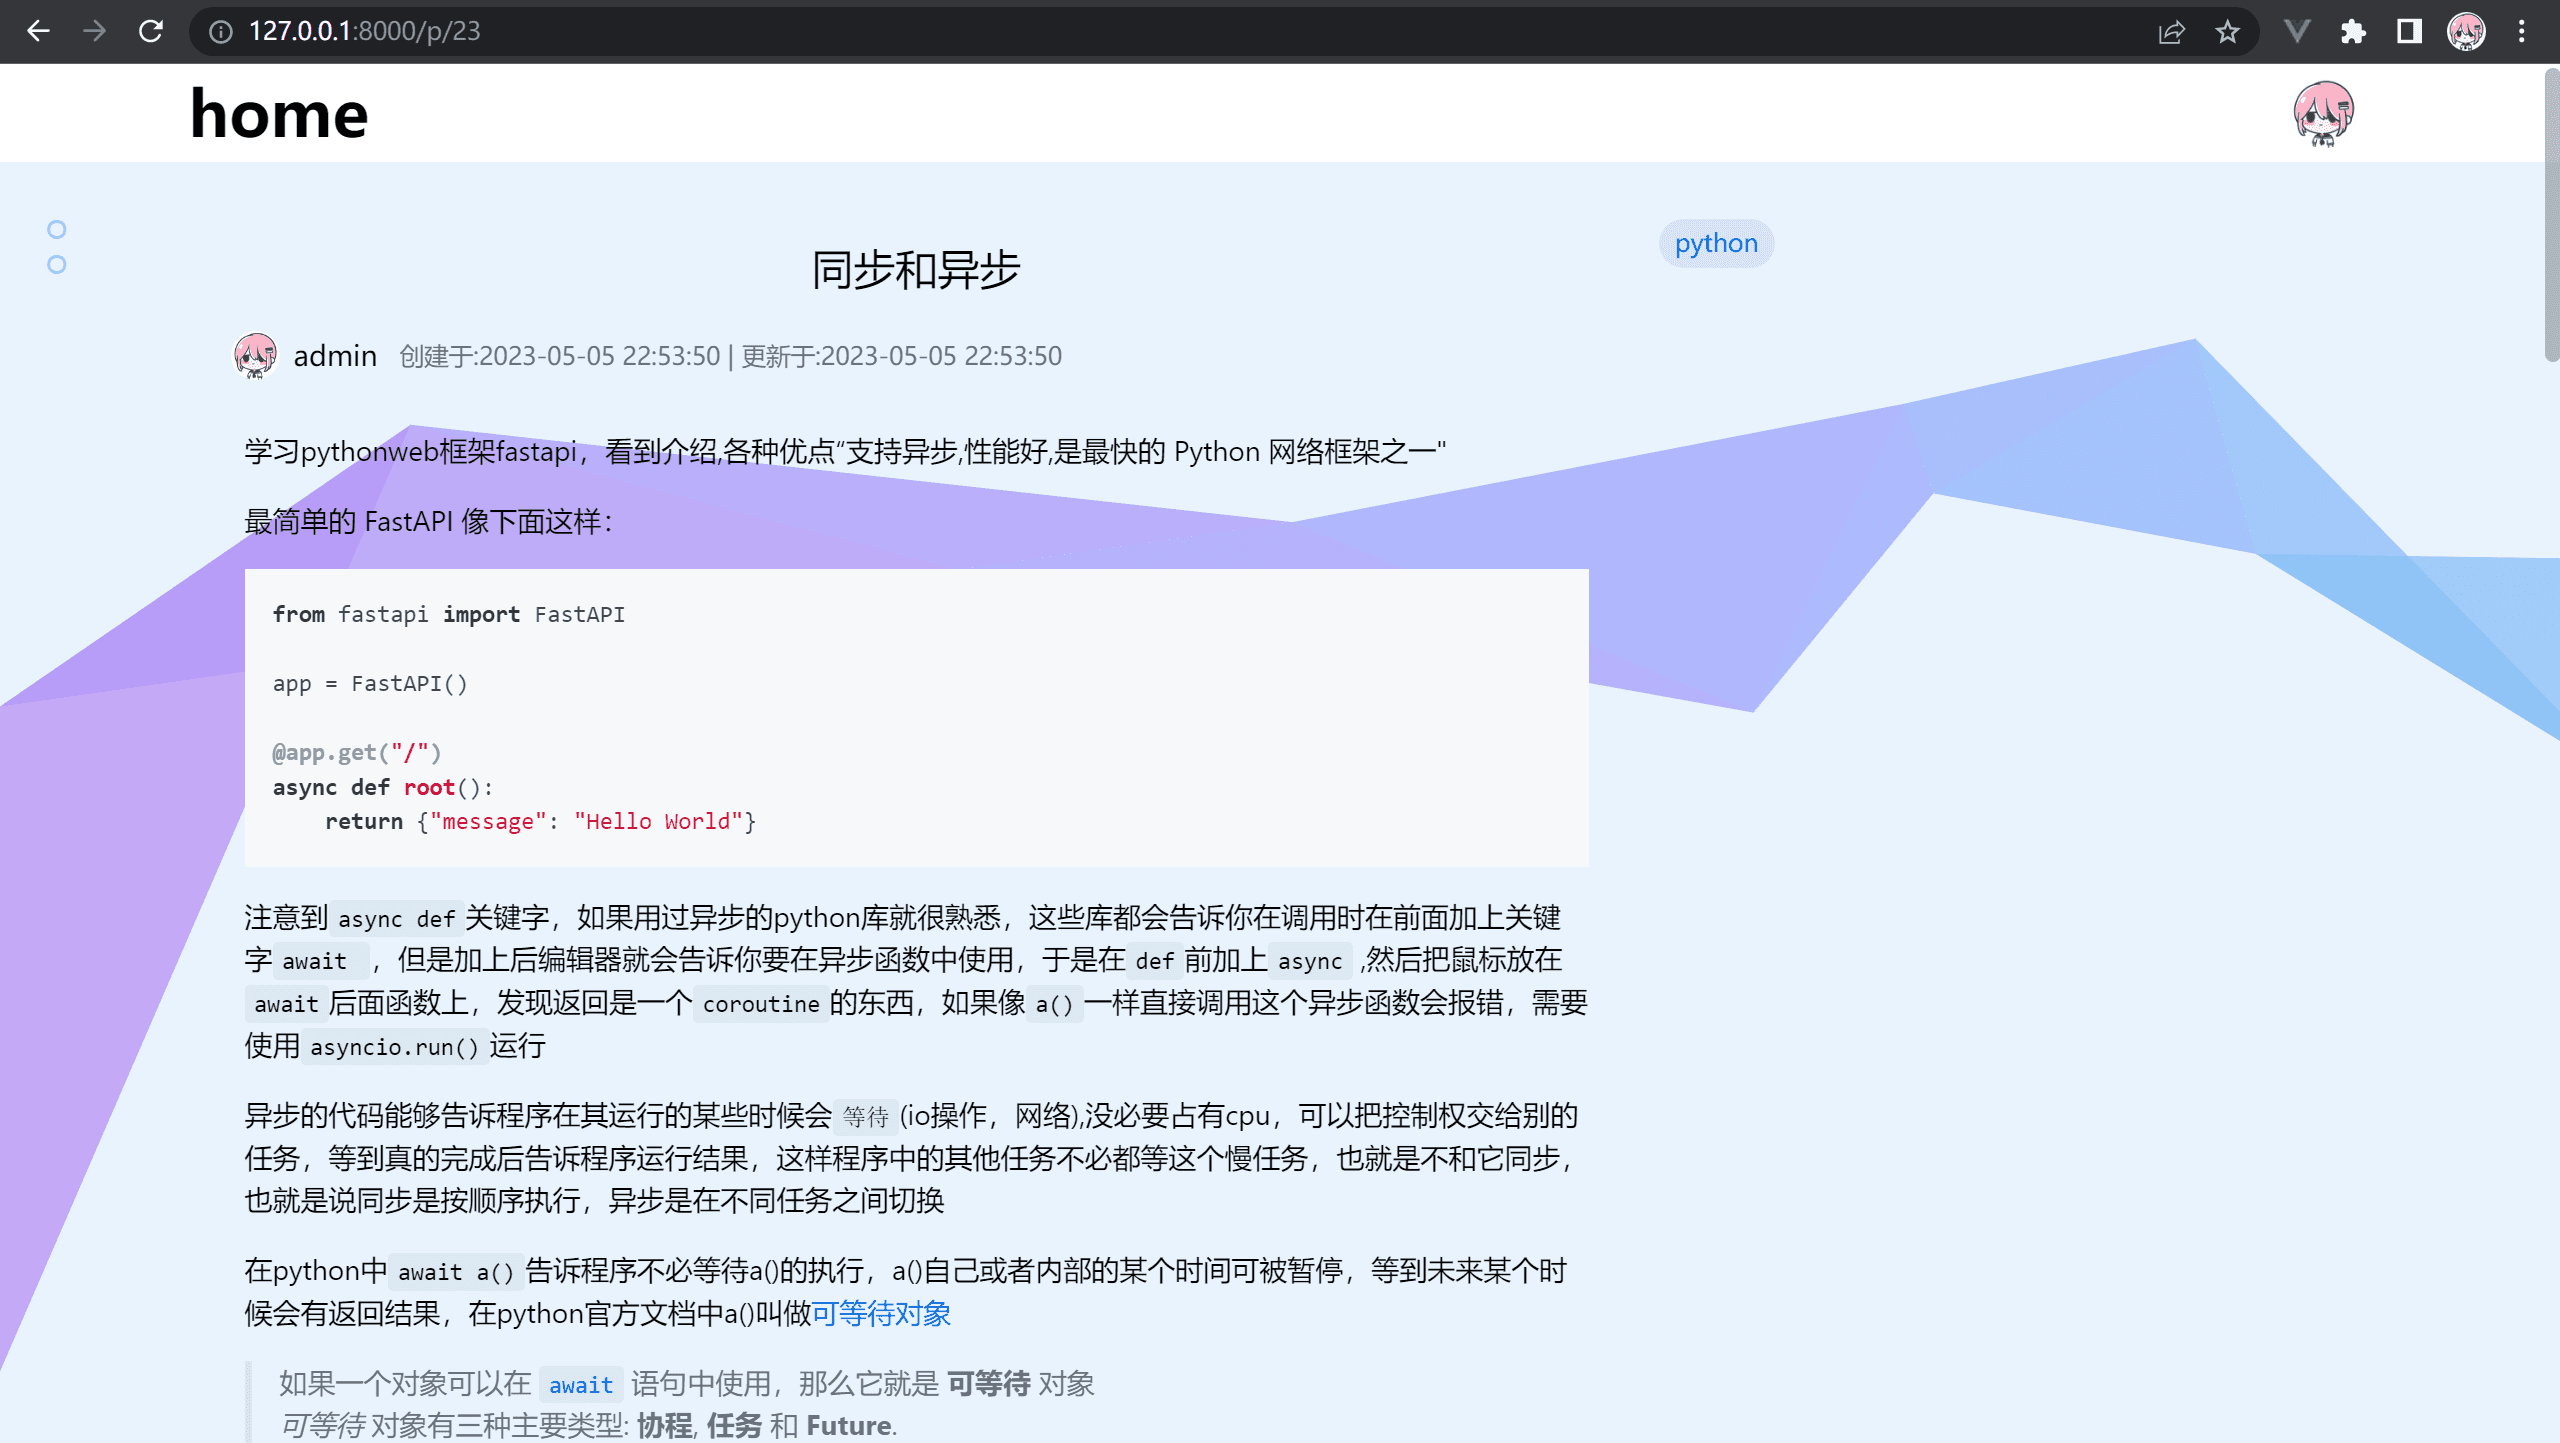 127.0.0.1:8000/p/23
home
同步和异步
python
admin 创建于:2023-05-05 22:53:50 | 更新于:2023-05-05 22:53:50
学习pythonweb框架fastapi，看到介绍,各种优点“支持异步,性能好,是最快的 Python 网络框架之一"
最简单的 FastAPI 像下面这样：
from fastapi import FastAPI
app = FastAPI()
@app.get("/")
async def root():
    return {"message": "Hello World"}
注意到 async def 关键字，如果用过异步的python库就很熟悉，这些库都会告诉你在调用时在前面加上关键
字 await ，但是加上后编辑器就会告诉你要在异步函数中使用，于是在 def 前加上 async ,然后把鼠标放在
await 后面函数上，发现返回是一个 coroutine 的东西，如果像 a() 一样直接调用这个异步函数会报错，需要
使用 asyncio.run() 运行
异步的代码能够告诉程序在其运行的某些时候会 等待 (io操作，网络),没必要占有cpu，可以把控制权交给别的
任务，等到真的完成后告诉程序运行结果，这样程序中的其他任务不必都等这个慢任务，也就是不和它同步，
也就是说同步是按顺序执行，异步是在不同任务之间切换
在python中 await a() 告诉程序不必等待a()的执行，a()自己或者内部的某个时间可被暂停，等到未来某个时
候会有返回结果，在python官方文档中a()叫做可等待对象
如果一个对象可以在 await 语句中使用，那么它就是 可等待 对象
可等待 对象有三种主要类型: 协程, 任务 和 Future.